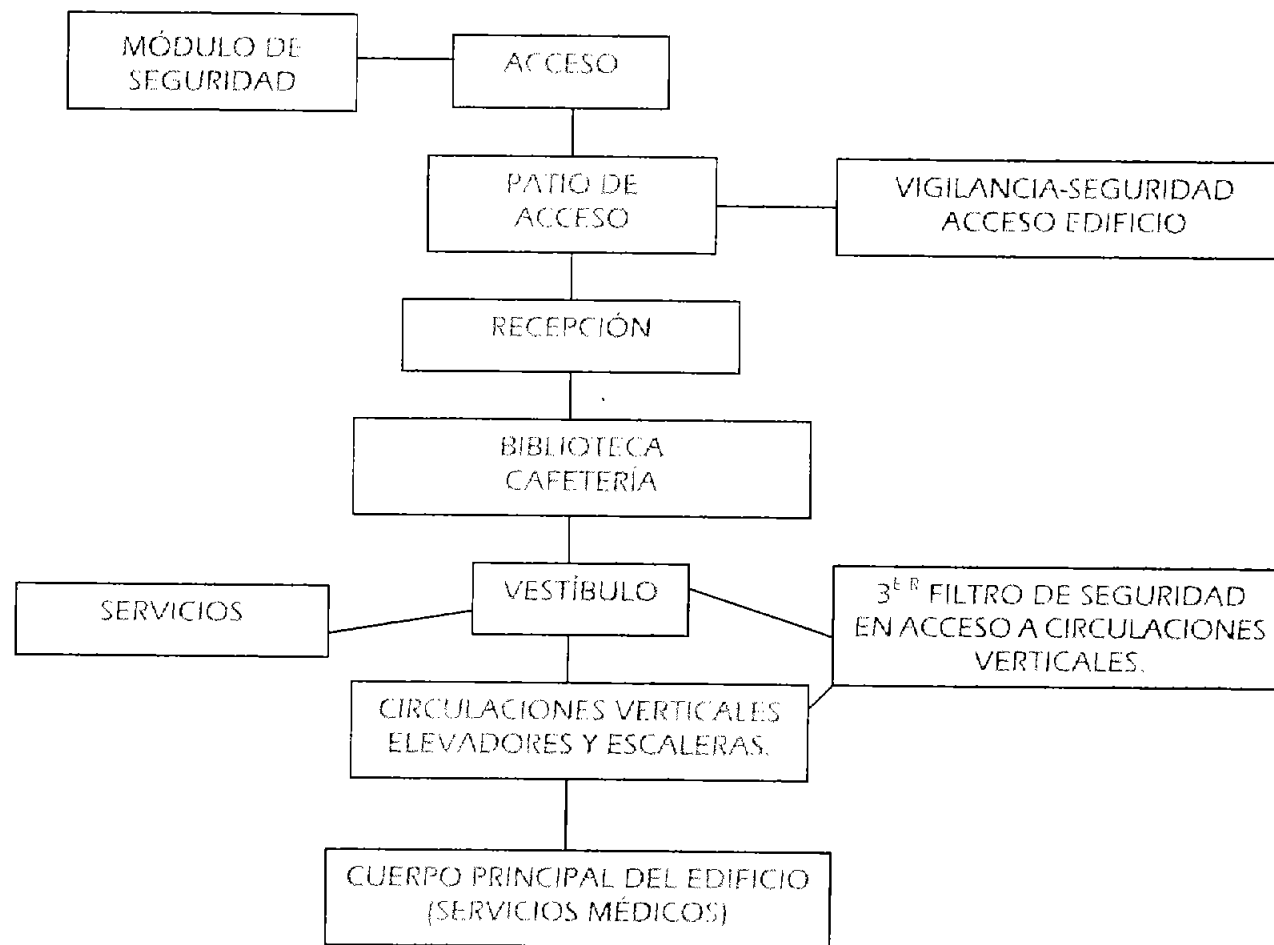 MÓDULO DE
SEGURIDAD
ACCESO
PATIO DE
ACCESO
VIGILANCIA-SEGURIDAD
ACCESO EDIFICIO
RECEPCIÓN
BIBLIOTECA
CAFETERÍA
VESTÍBULO
SERVICIOS
3ER FILTRO DE SEGURIDAD
EN ACCESO A CIRCULACIONES
VERTICALES.
CIRCULACIONES VERTICALES
ELEVADORES Y ESCALERAS.
CUERPO PRINCIPAL DEL EDIFICIO
(SERVICIOS MÉDICOS)